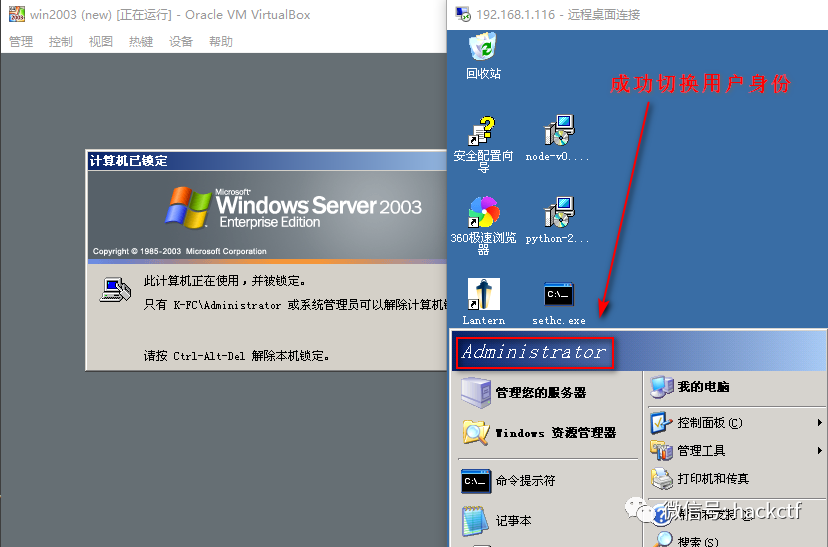 win2003 (new) [正在运行] - Oracle VM VirtualBox
管理 控制 视图 热键 设备 帮助
计算机已锁定
Microsoft
Windows Server 2003
Enterprise Edition
Copyright © 1985-2003 Microsoft Corporation
此计算机正在使用，并被锁定。
只有 K-FC\Administrator 或系统管理员可以解除计算机
请按 Ctrl-Alt-Del 解除本机锁定。
192.168.1.116 - 远程桌面连接
回收站
成功切换用户身份
安全配置向导
node-v0....
360极速浏览器
python-2...
Lantern
sethc.exe
Administrator
管理您的服务器
Windows 资源管理器
命令提示符
记事本
我的电脑
控制面板(C)
管理工具
打印机和传真
搜索(S)
微信号: hackctf